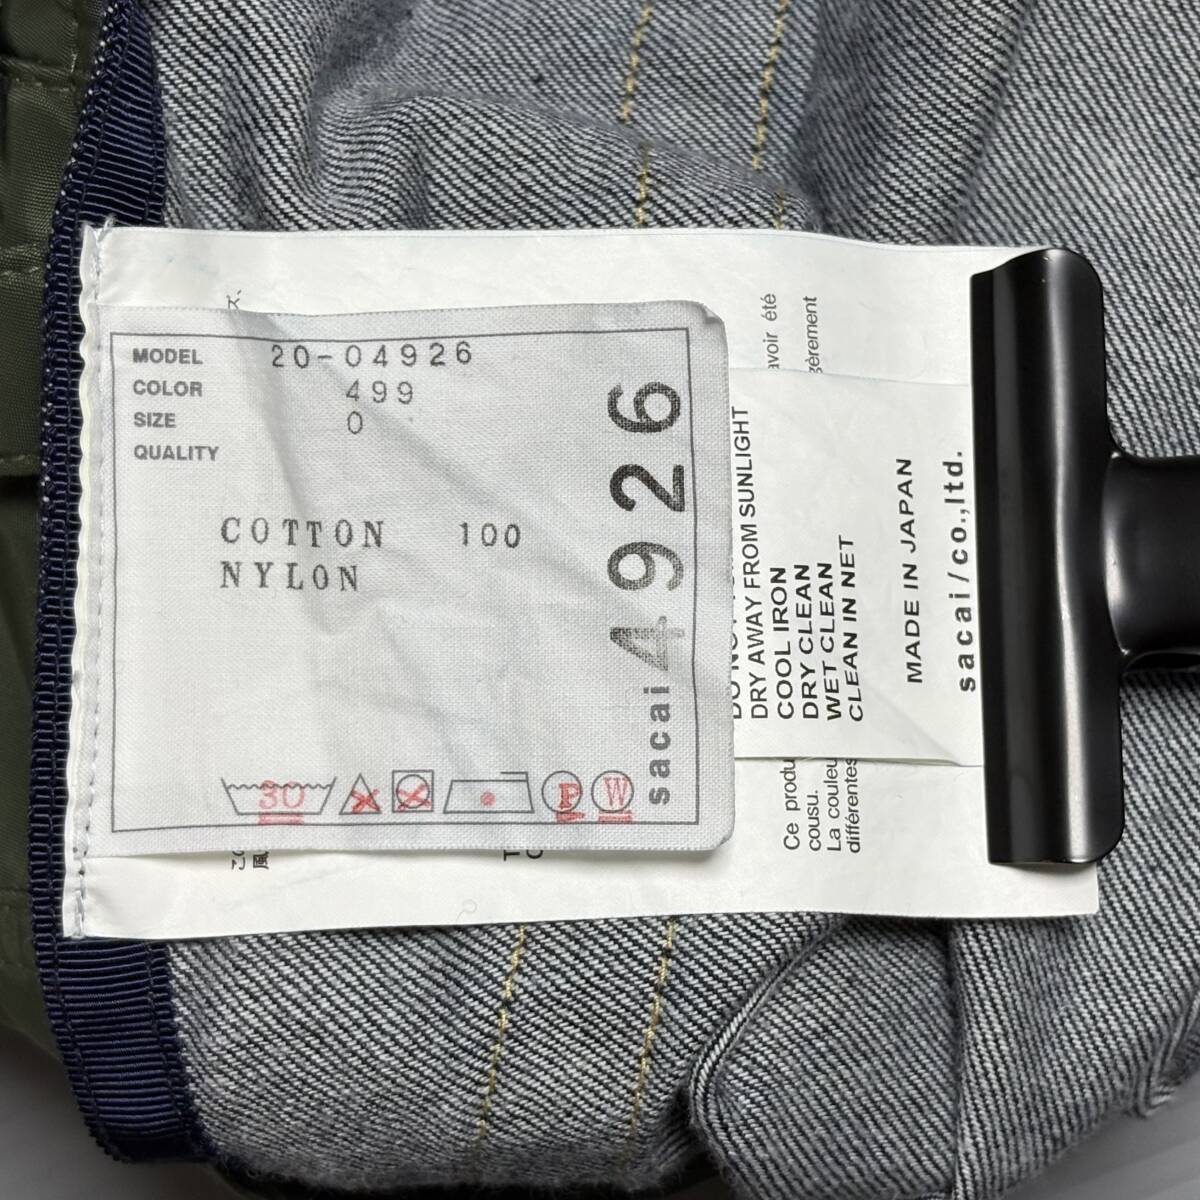 MODEL 20-04926
COLOR 499
SIZE 0
QUALITY
COTTON 100
NYLON
30
P
W
sacai 4926
DRY AWAY FROM SUNLIGHT
COOL IRON
DRY CLEAN
WET CLEAN
CLEAN IN NET
MADE IN JAPAN
sacai/co.,ltd.
avoir été
Ce produ
cousu.
La couleu
différentes